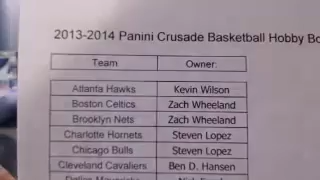 2013-2014 Panini Crusade Basketball Hobby Bo
Team Owner:
Atlanta Hawks Kevin Wilson
Boston Celtics Zach Wheeland
Brooklyn Nets Zach Wheeland
Charlotte Hornets Steven Lopez
Chicago Bulls Steven Lopez
Cleveland Cavaliers Ben D. Hansen